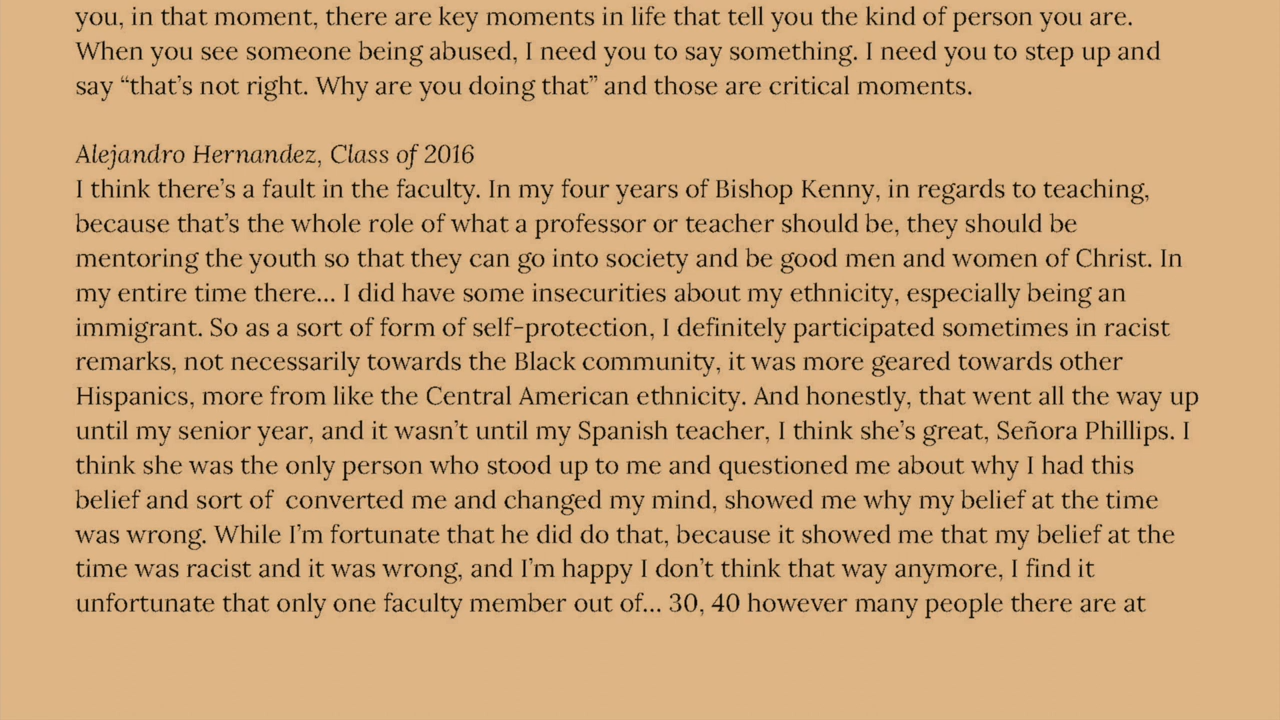 you, in that moment, there are key moments in life that tell you the kind of person you are.
When you see someone being abused, I need you to say something. I need you to step up and
say “that’s not right. Why are you doing that” and those are critical moments.
Alejandro Hernandez, Class of 2016
I think there’s a fault in the faculty. In my four years of Bishop Kenny, in regards to teaching,
because that’s the whole role of what a professor or teacher should be, they should be
mentoring the youth so that they can go into society and be good men and women of Christ. In
my entire time there... I did have some insecurities about my ethnicity, especially being an
immigrant. So as a sort of form of self-protection, I definitely participated sometimes in racist
remarks, not necessarily towards the Black community, it was more geared towards other
Hispanics, more from like the Central American ethnicity. And honestly, that went all the way up
until my senior year, and it wasn’t until my Spanish teacher, I think she’s great, Señora Phillips. I
think she was the only person who stood up to me and questioned me about why I had this
belief and sort of  converted me and changed my mind, showed me why my belief at the time
was wrong. While I’m fortunate that he did do that, because it showed me that my belief at the
time was racist and it was wrong, and I’m happy I don’t think that way anymore, I find it
unfortunate that only one faculty member out of... 30, 40 however many people there are at